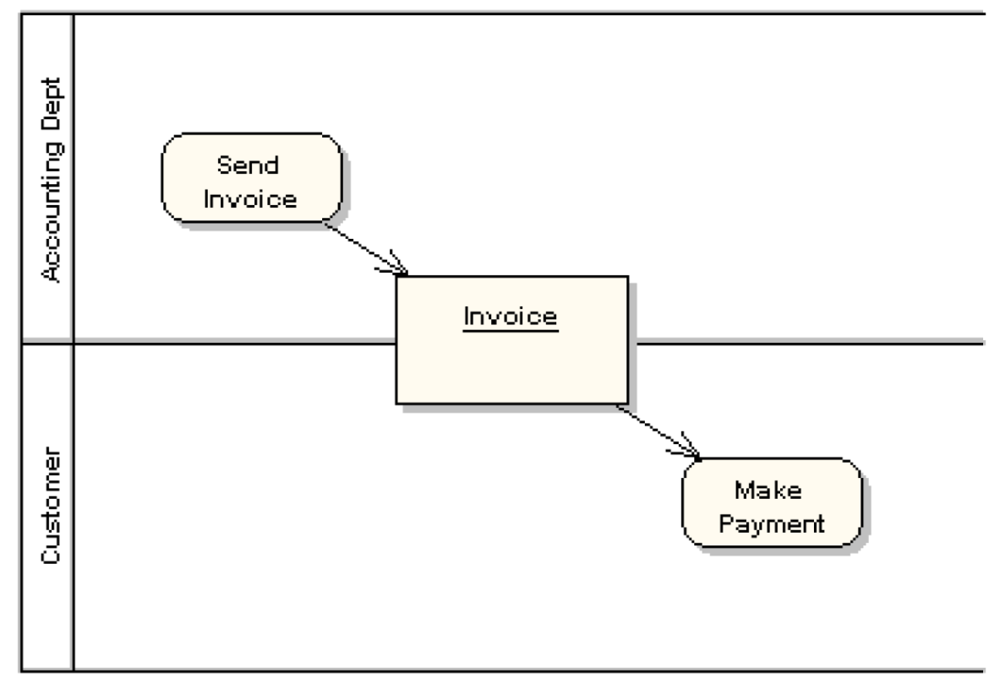 Accounting Dept
Send
Invoice
Invoice
Customer
Make
Payment